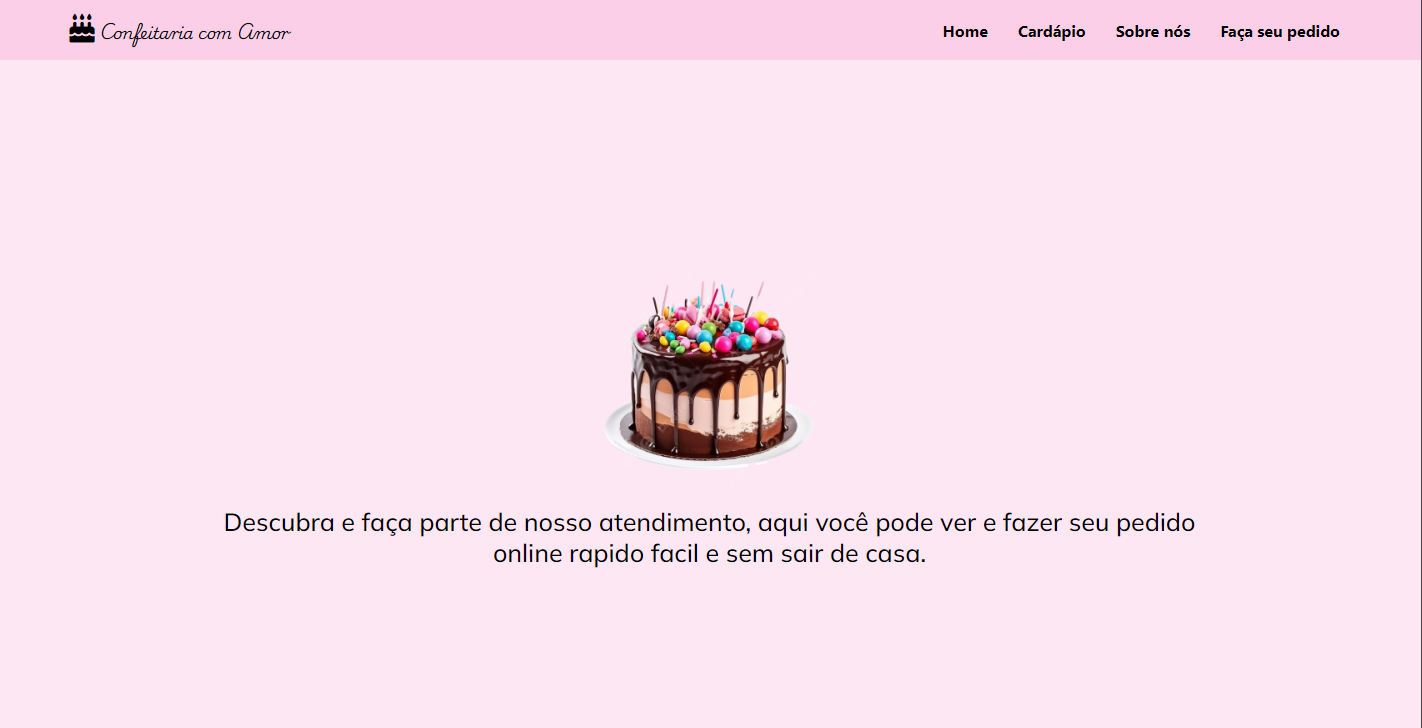 Confeitaria com Amor
Home Cardápio Sobre nós Faça seu pedido
Descubra e faça parte de nosso atendimento, aqui você pode ver e fazer seu pedido
online rapido facil e sem sair de casa.